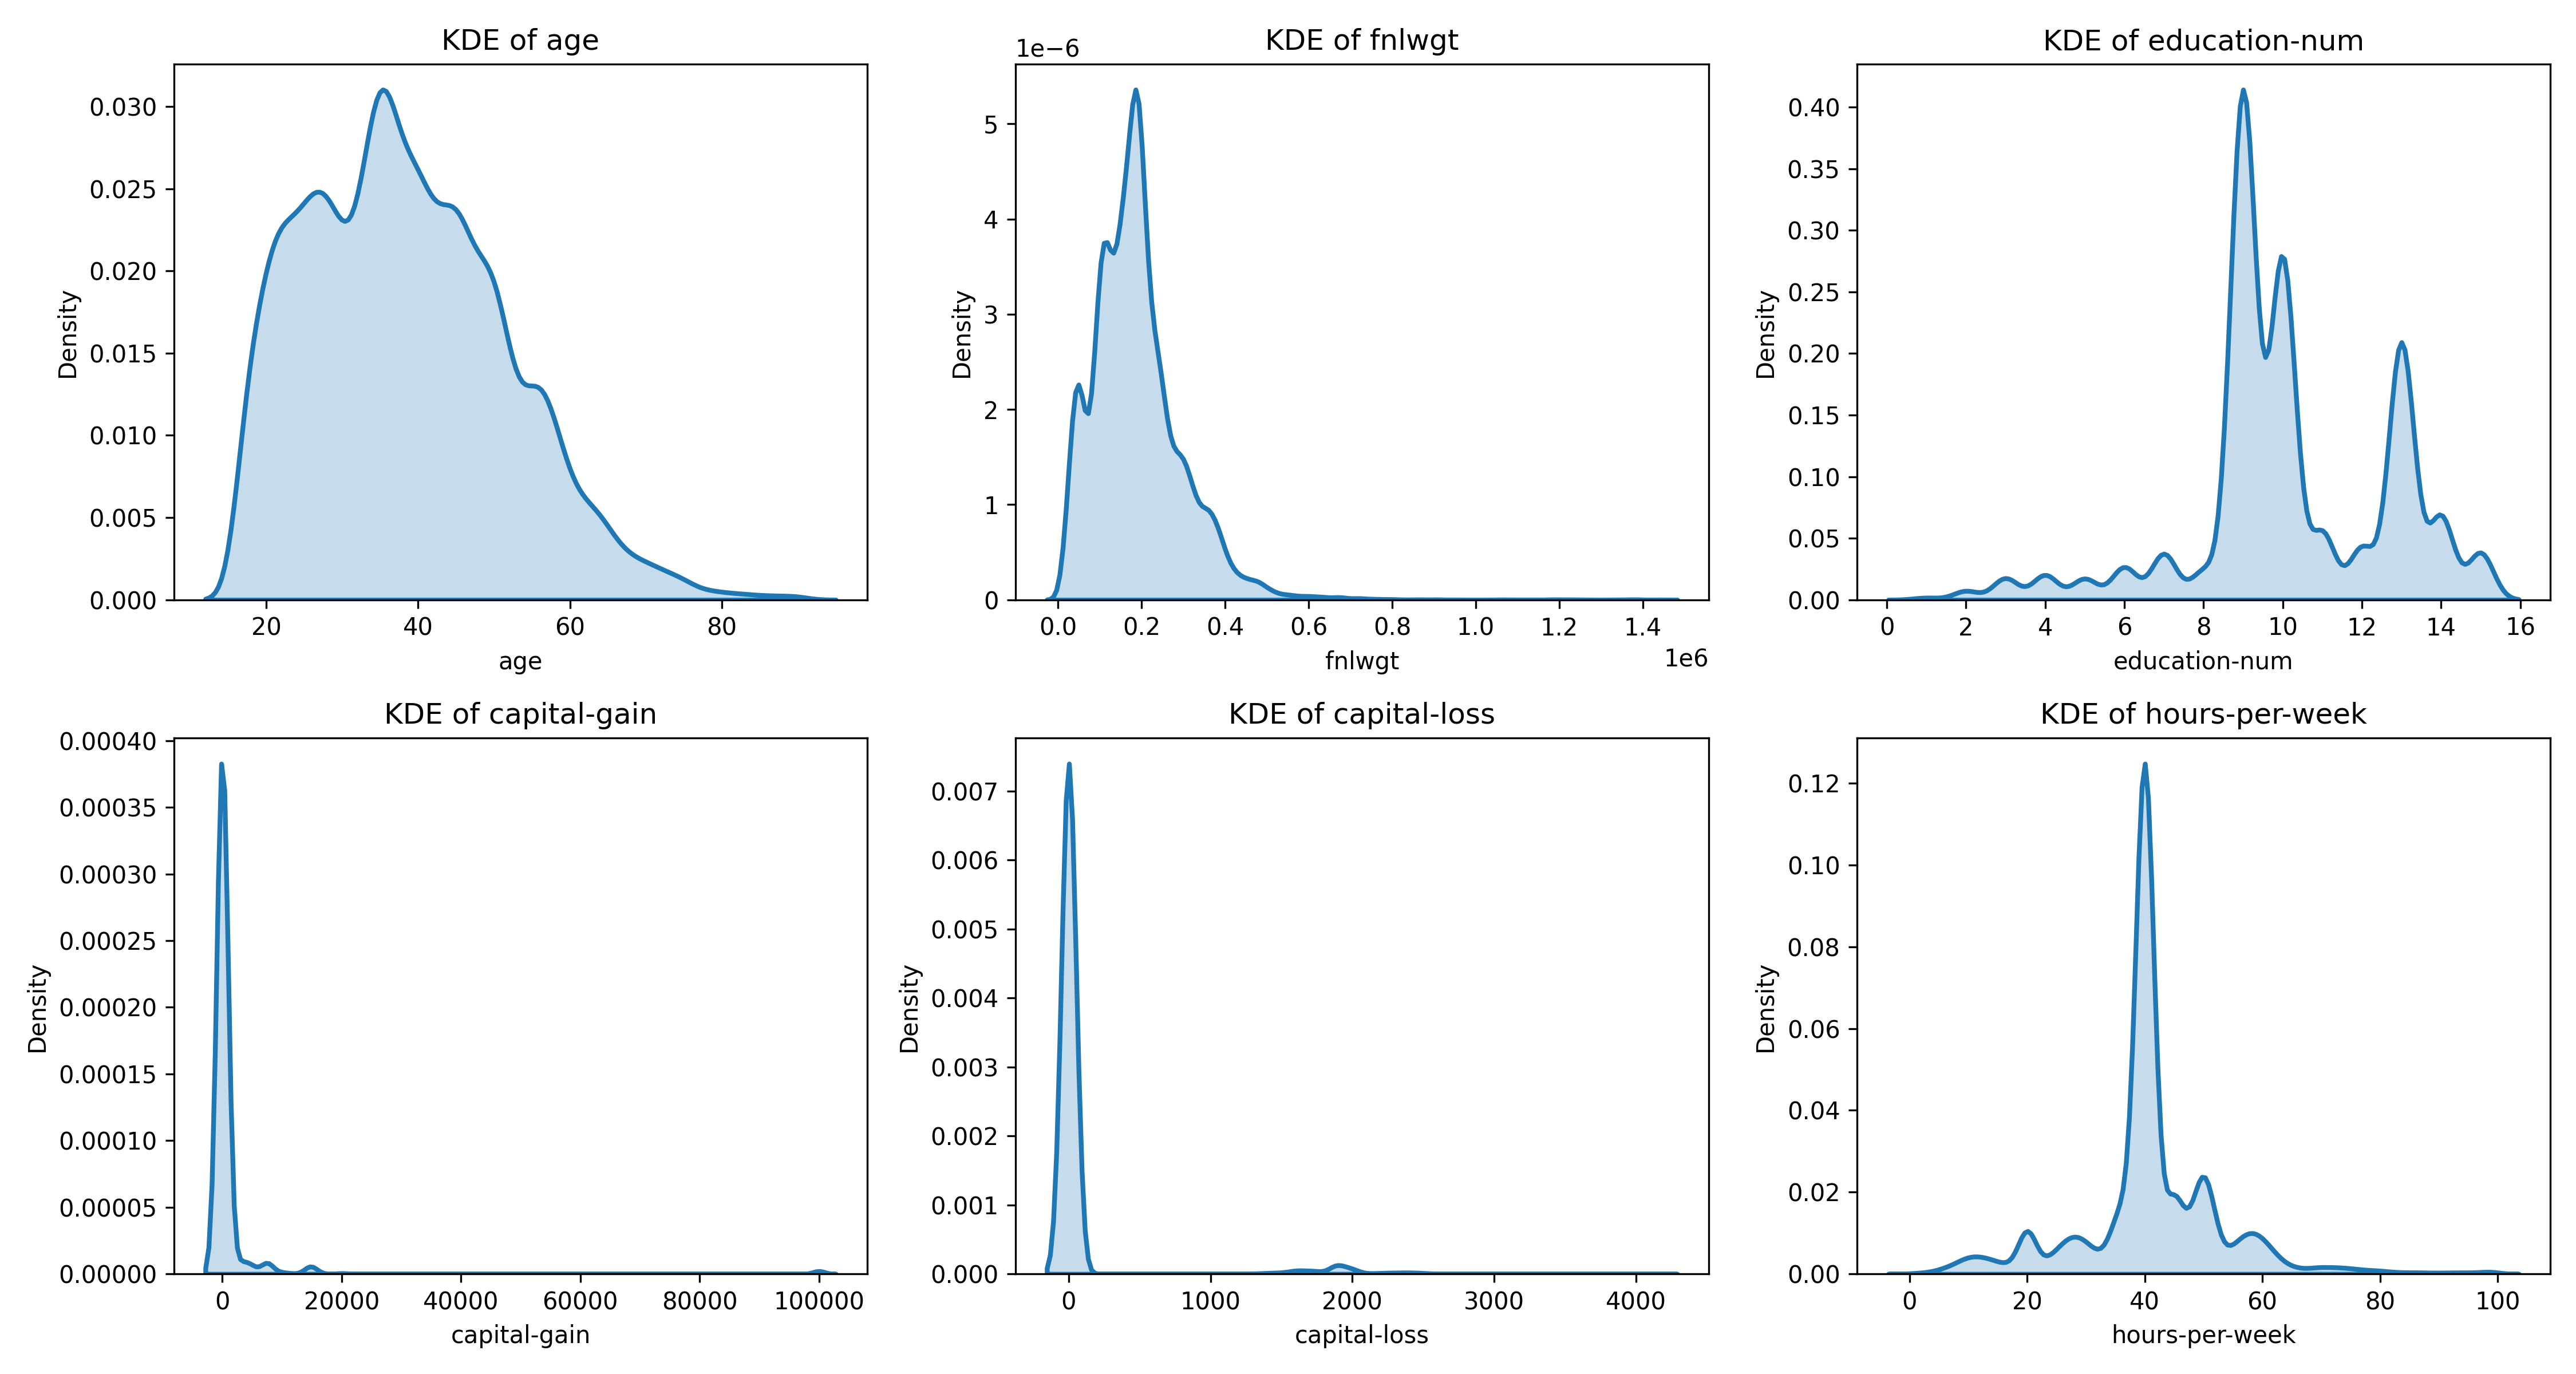 KDE of age
0.030
0.025
0.020
0.015
0.010
0.005
0.000
Density
20 40 60 80
age
KDE of fnlwgt
1e−6
5
4
3
2
1
0
Density
0.0 0.2 0.4 0.6 0.8 1.0 1.2 1.4
fnlwgt
1e6
KDE of education-num
0.40
0.35
0.30
0.25
0.20
0.15
0.10
0.05
0.00
Density
0 2 4 6 8 10 12 14 16
education-num
KDE of capital-gain
0.00040
0.00035
0.00030
0.00025
0.00020
0.00015
0.00010
0.00005
0.00000
Density
0 20000 40000 60000 80000 100000
capital-gain
KDE of capital-loss
0.007
0.006
0.005
0.004
0.003
0.002
0.001
0.000
Density
0 1000 2000 3000 4000
capital-loss
KDE of hours-per-week
0.12
0.10
0.08
0.06
0.04
0.02
0.00
Density
0 20 40 60 80 100
hours-per-week